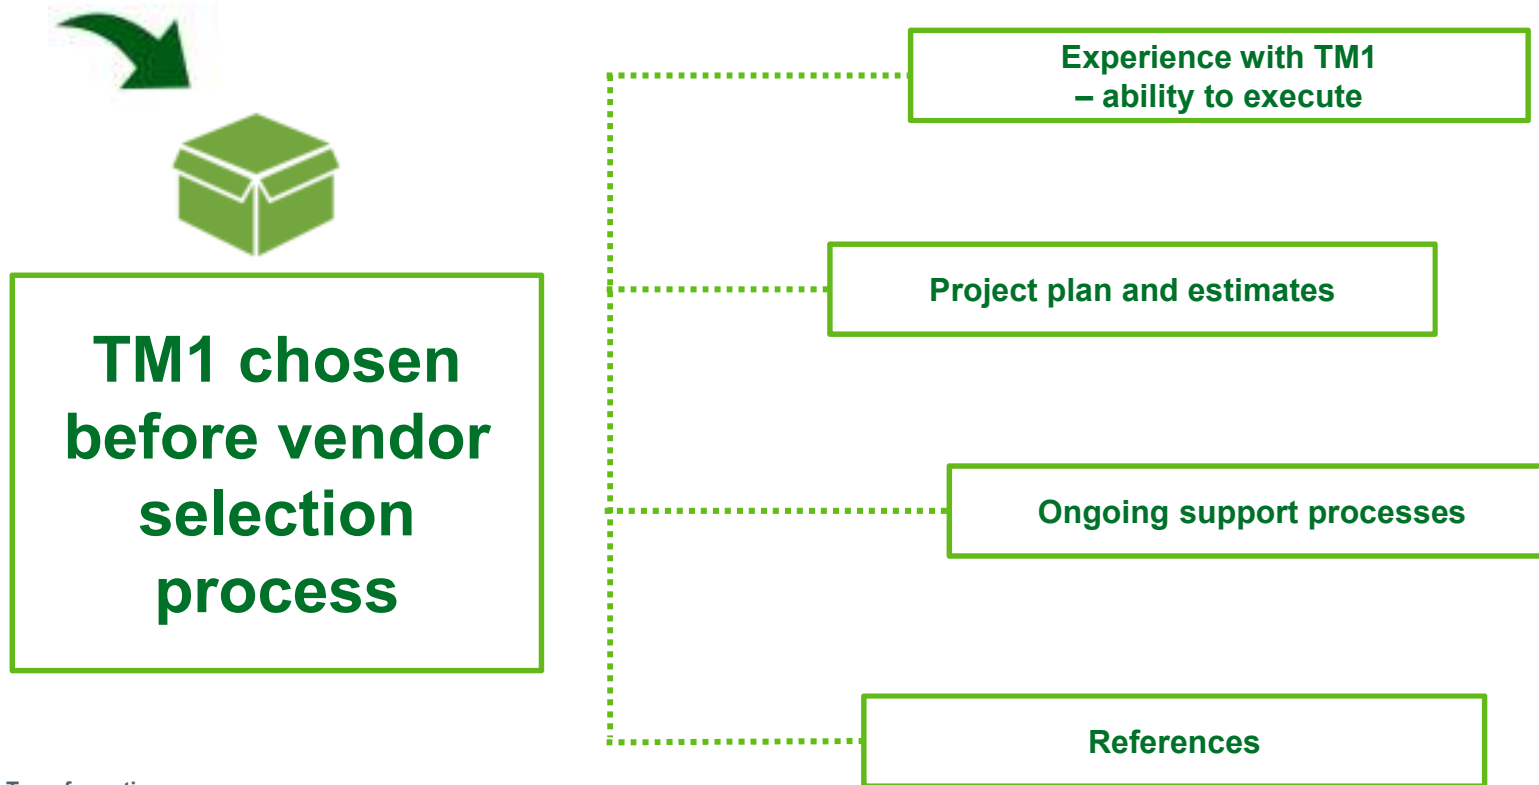 TM1 chosen
before vendor
selection
process
Experience with TM1
– ability to execute
Project plan and estimates
Ongoing support processes
References